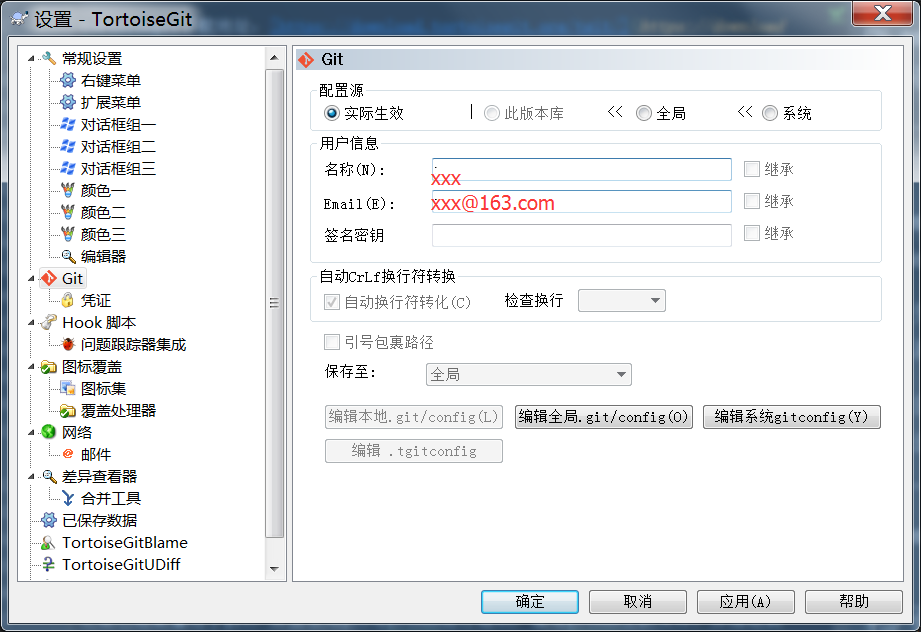 设置 - TortoiseGit
常规设置
右键菜单
扩展菜单
对话框组一
对话框组二
对话框组三
颜色一
颜色二
颜色三
编辑器
Git
凭证
Hook 脚本
问题跟踪器集成
图标覆盖
图标集
覆盖处理器
网络
邮件
差异查看器
合并工具
已保存数据
TortoiseGitBlame
TortoiseGitUDiff
Git
配置源
实际生效 | 此版本库 << 全局 << 系统
用户信息
名称(N): xxx 继承
Email(E): xxx@163.com 继承
签名密钥 继承
自动CrLf换行符转换
自动换行符转化(C) 检查换行
引号包裹路径
保存至: 全局
编辑本地.git/config(L) 编辑全局.git/config(O) 编辑系统gitconfig(Y)
编辑 .tgitconfig
确定 取消 应用(A) 帮助